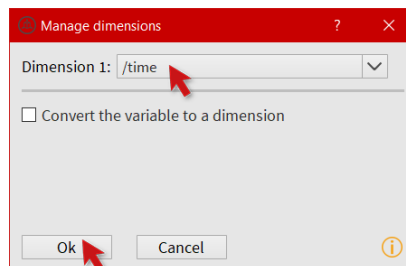 Manage dimensions ? ×
Dimension 1: /time
Convert the variable to a dimension
Ok Cancel